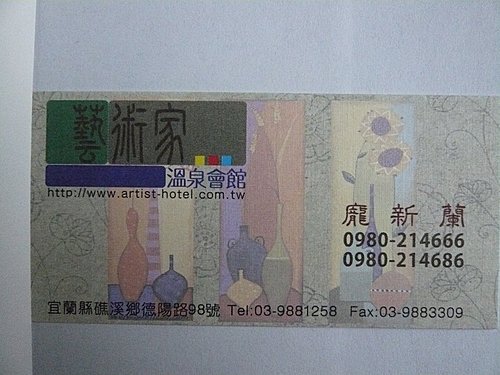 藝術家
溫泉會館
http://www.artist-hotel.com.tw
龐新蘭
0980-214666
0980-214686
宜蘭縣礁溪鄉德陽路98號 Tel:03-9881258 Fax:03-9883309